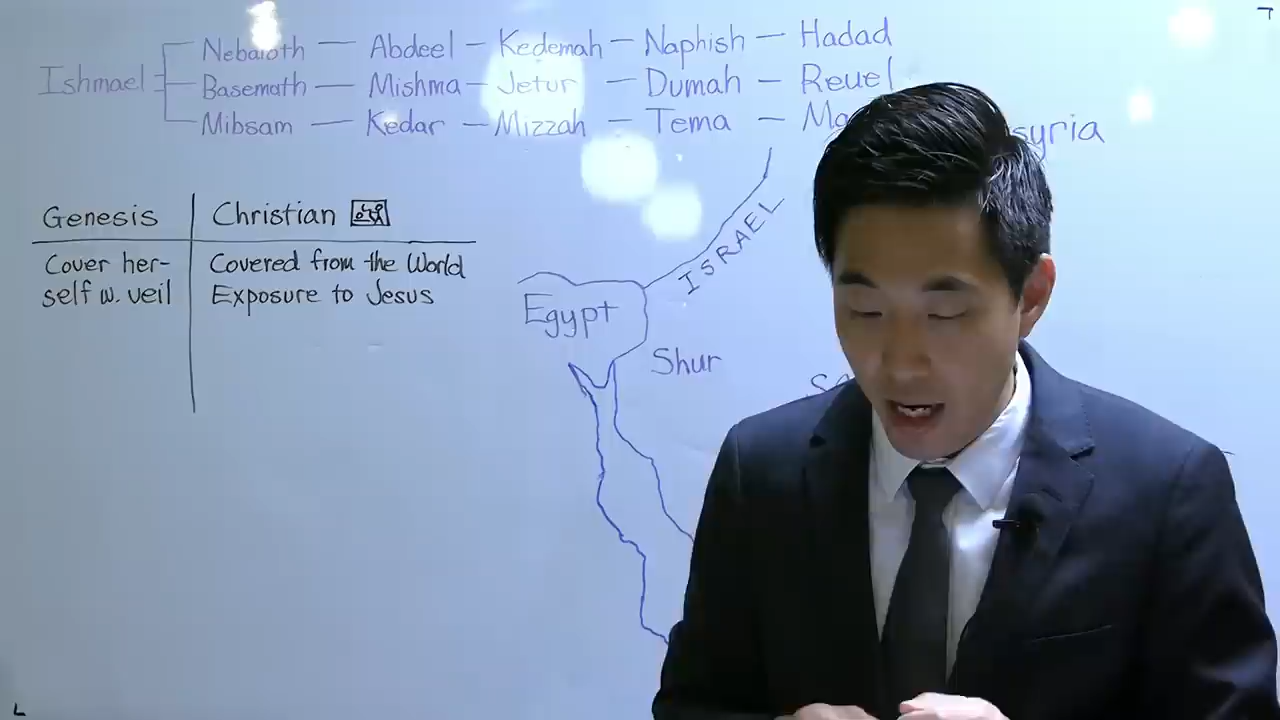 Nebaioth — Abdeel — Kedemah — Naphish — Hadad
Ishmael Basemath — Mishma — Jetur — Dumah — Reuel
Mibsam — Kedar — Mizzah — Tema —
Genesis Christian
Cover her- Covered from the World
self w. veil Exposure to Jesus
ISRAEL
Egypt
Shur